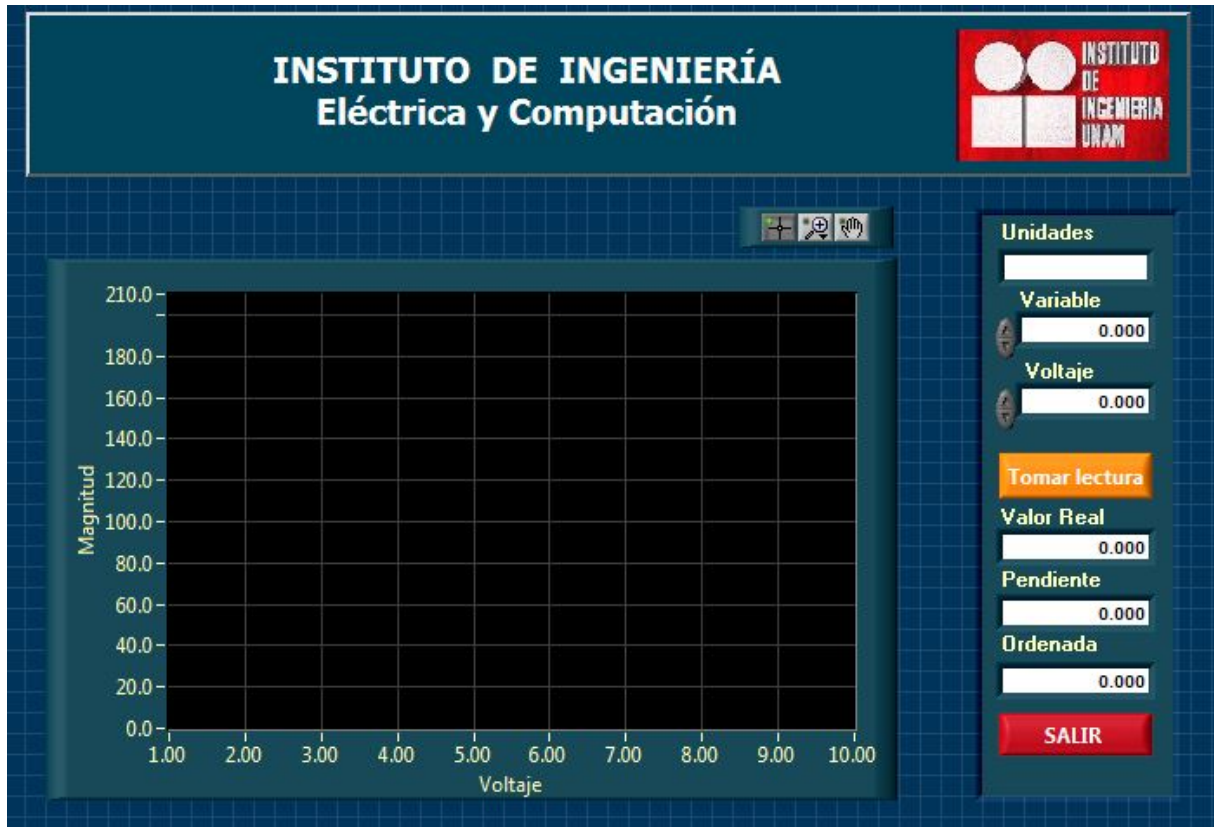 INSTITUTO DE INGENIERÍA
Eléctrica y Computación
INSTITUTO
DE
INGENIERIA
UNAM
Unidades
Variable
0.000
Voltaje
0.000
Tomar lectura
Valor Real
0.000
Pendiente
0.000
Ordenada
0.000
SALIR
Magnitud
210.0
180.0
160.0
140.0
120.0
100.0
80.0
60.0
40.0
20.0
0.0
1.00 2.00 3.00 4.00 5.00 6.00 7.00 8.00 9.00 10.00
Voltaje